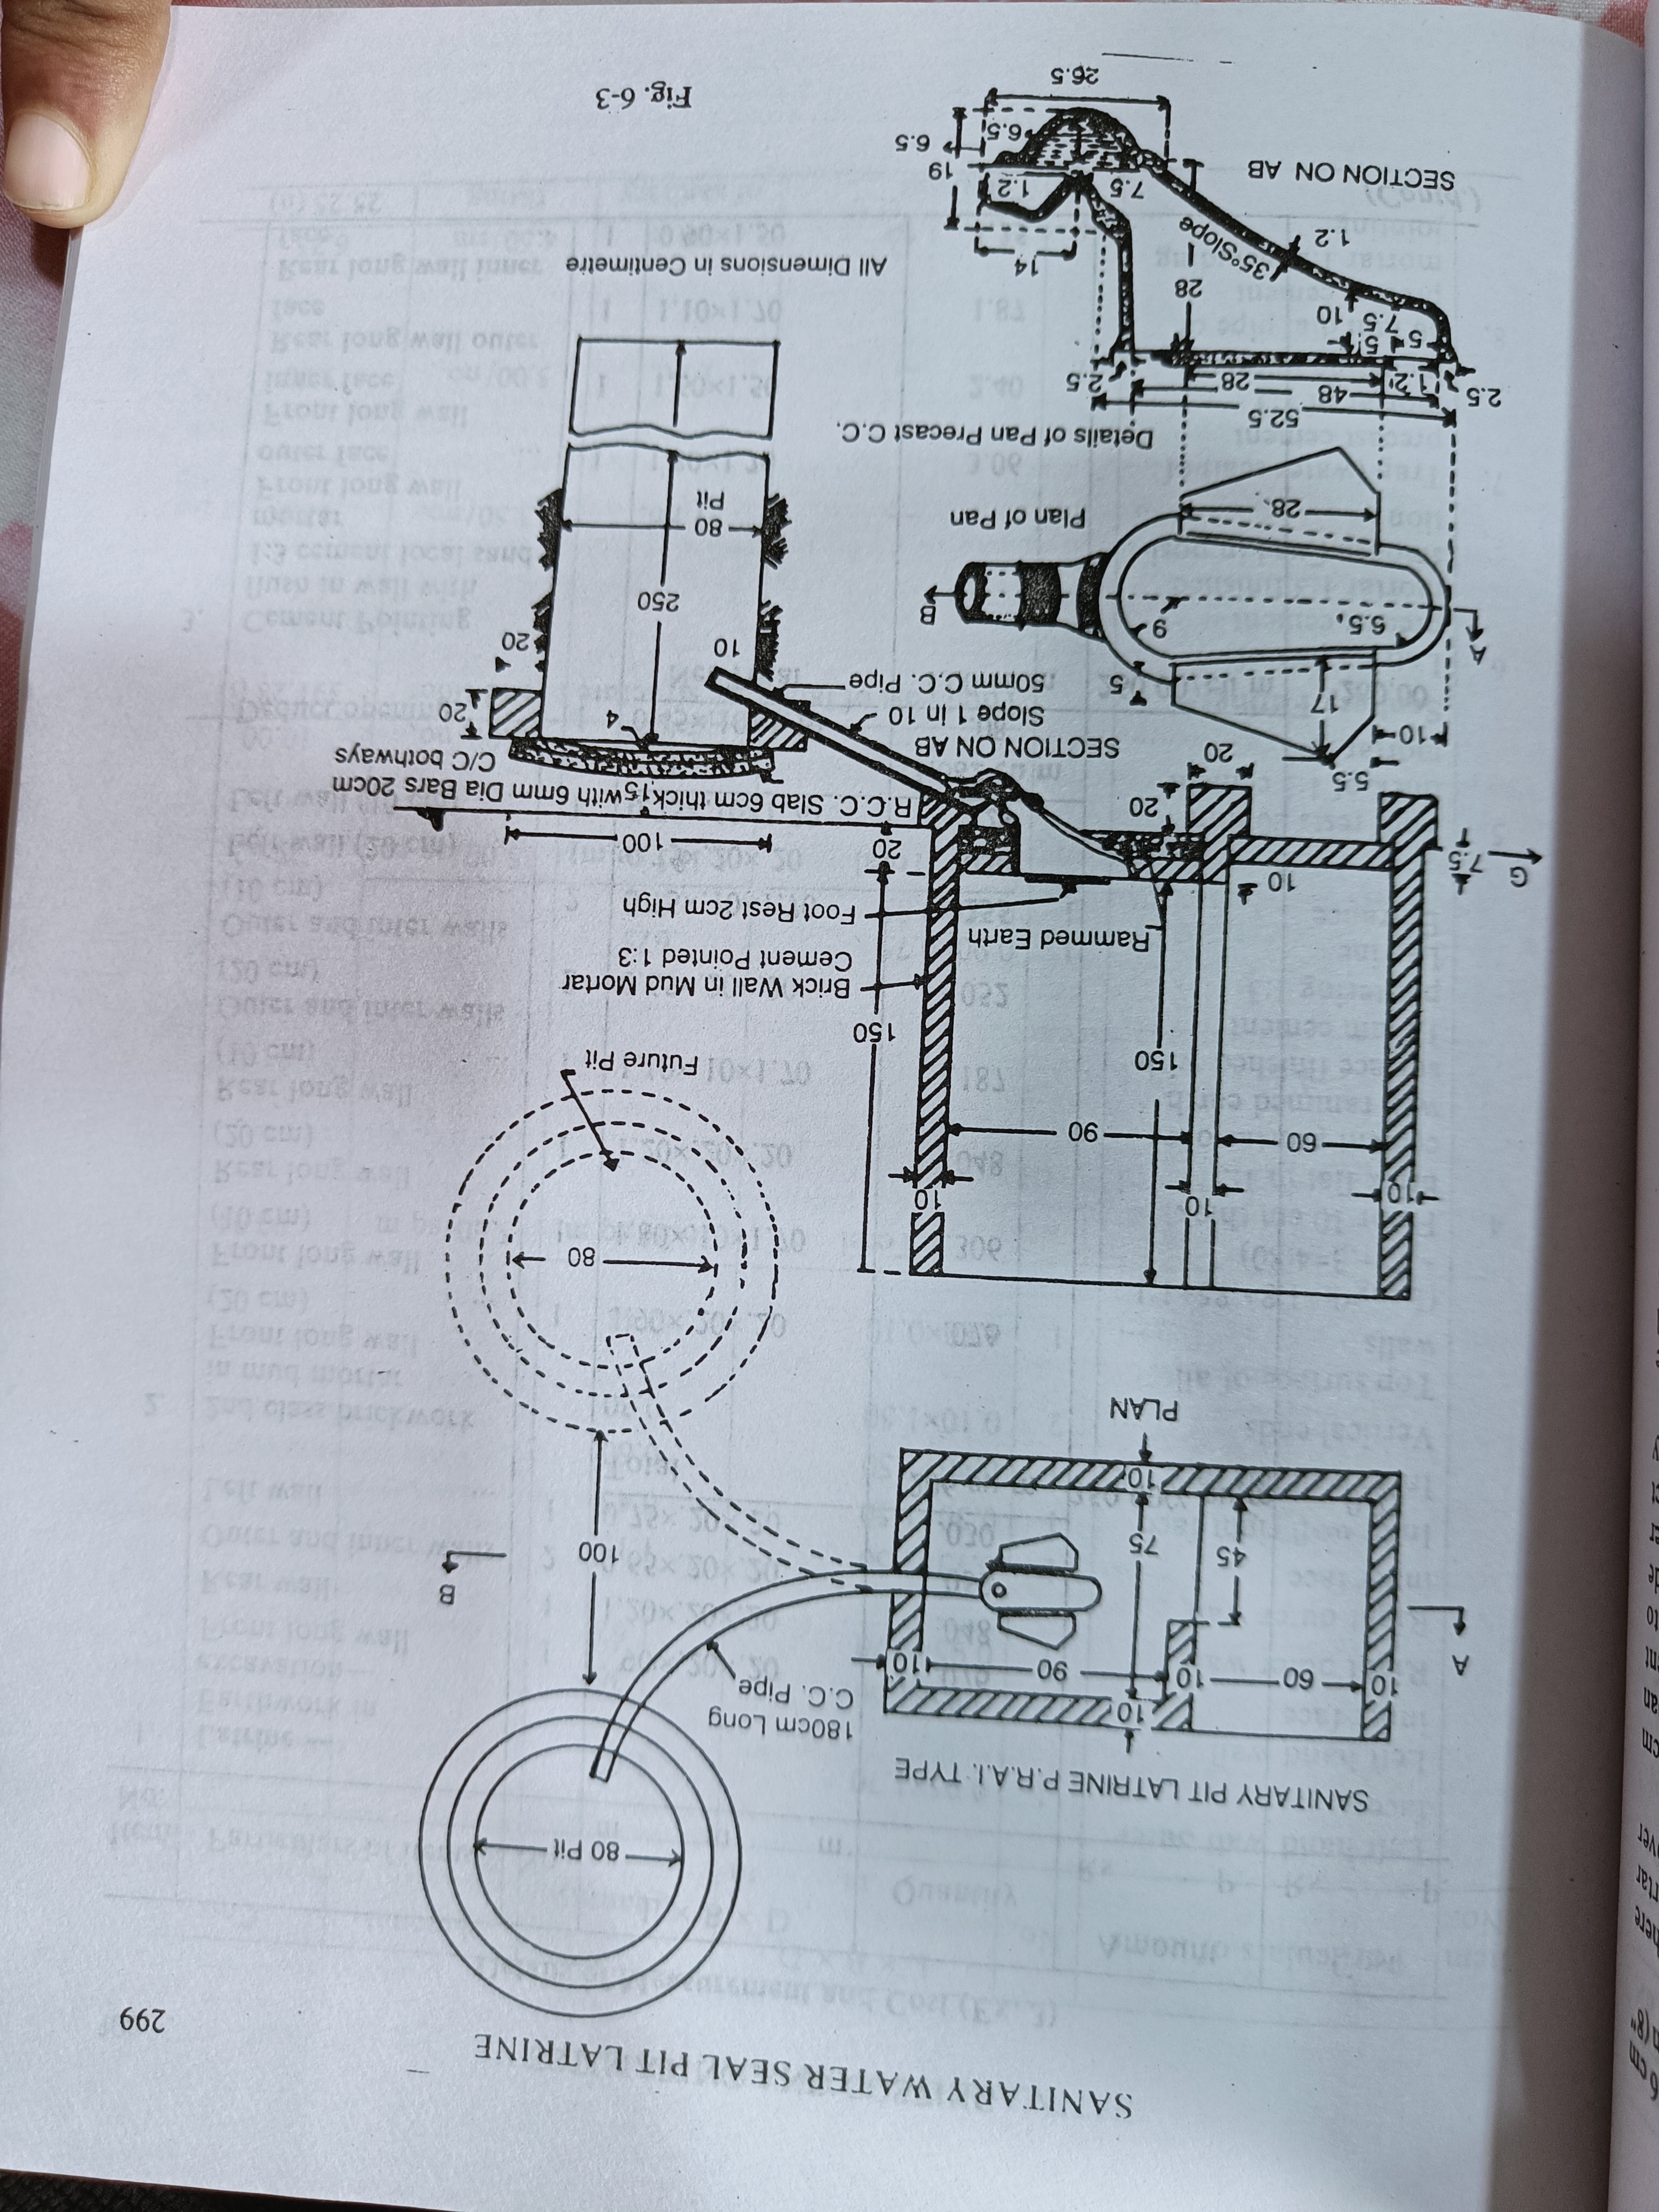 SANITARY WATER SEAL PIT LATRINE
299
SANITARY PIT LATRINE P.R.A.I. TYPE
80 Pit
180cm Long
C.C. Pipe
10
60
10
90
10
10
A
45
75
10
100
B
PLAN
80
Future Pit
10
10
10
60
90
150
150
Brick Wall in Mud Mortar
Cement Pointed 1:3
Rammed Earth
Foot Rest 2cm High
G
7.5
10
20
20
20
100
R.C.C. Slab 6cm thick 15 with 6mm Dia Bars 20cm
C/C bothways
SECTION ON AB
Slope 1 in 10
50mm C.C. Pipe
4
20
20
10
250
80
Pit
5.5
10
17
5
A
6.5
9
B
28
Plan of Pan
Details of Pan Precast C.C.
52.5
48
28
2.5
1.2
2.5
5
5
7.5
10
28
1.2
35° Slope
14
7.5
1.2
19
6.5
6.5
26.5
SECTION ON AB
All Dimensions in Centimetre
Fig. 6-3